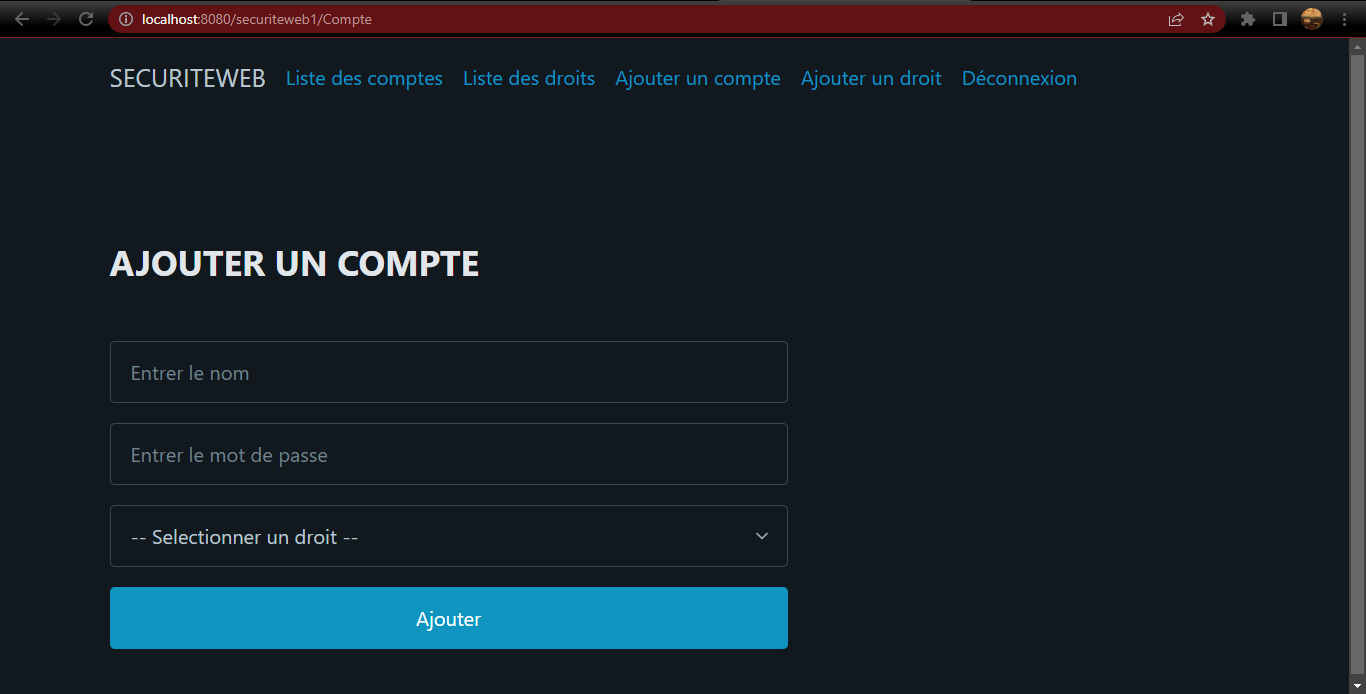 localhost:8080/securiteweb1/Compte
SECURITEWEB Liste des comptes Liste des droits Ajouter un compte Ajouter un droit Déconnexion
AJOUTER UN COMPTE
Entrer le nom
Entrer le mot de passe
-- Selectionner un droit --
Ajouter